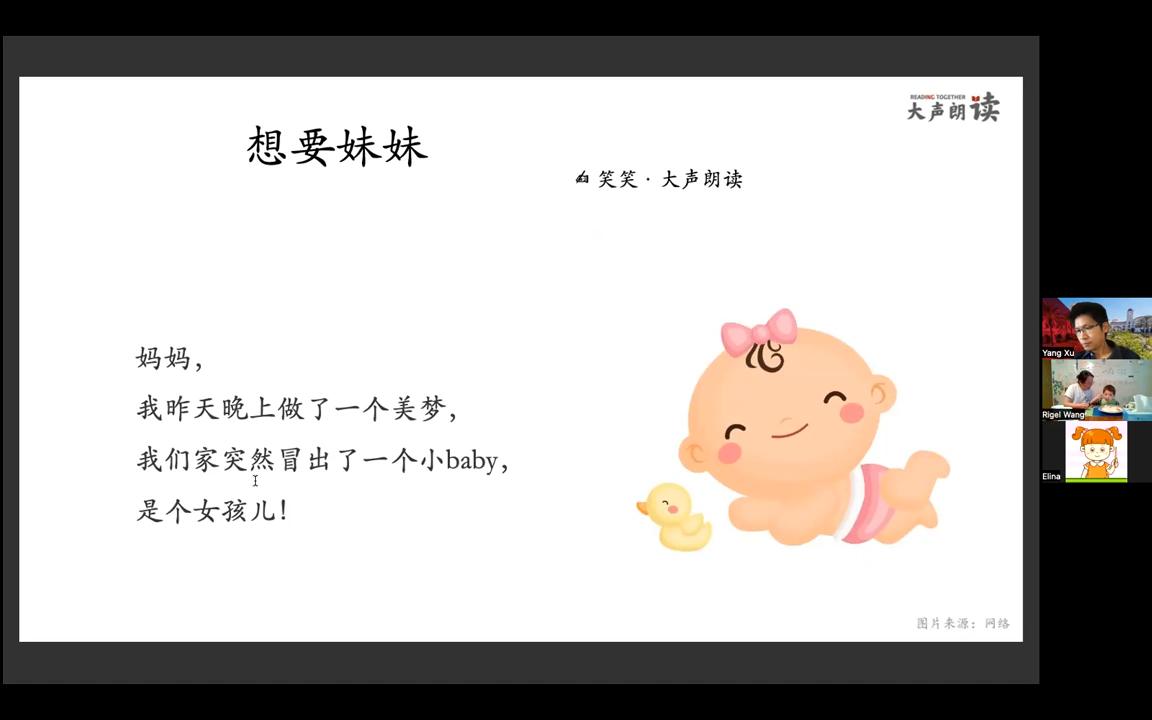 READING TOGETHER
大声朗读
想要妹妹
✍ 笑笑 · 大声朗读
妈妈，
我昨天晚上做了一个美梦，
我们家突然冒出了一个小baby，
是个女孩儿！
图片来源：网络
Yang Xu
Rigel Wang
Elina